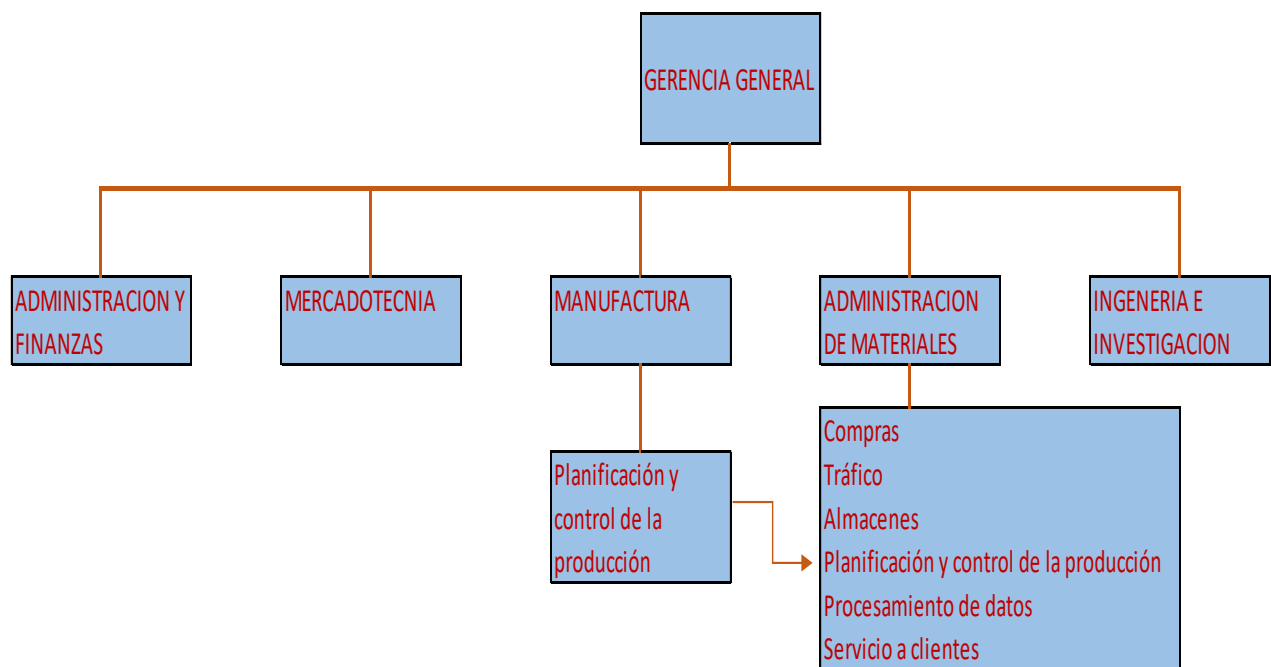 GERENCIA GENERAL
ADMINISTRACION Y
FINANZAS
MERCADOTECNIA
MANUFACTURA
ADMINISTRACION
DE MATERIALES
INGENERIA E
INVESTIGACION
Planificación y
control de la
producción
Compras
Tráfico
Almacenes
Planificación y control de la producción
Procesamiento de datos
Servicio a clientes